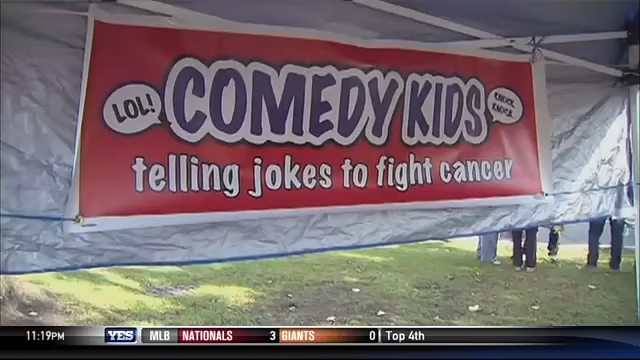 LOL!
COMEDY KIDS
KNOCK
KNOCK
telling jokes to fight cancer
11:19PM YES MLB NATIONALS 3 GIANTS 0 Top 4th